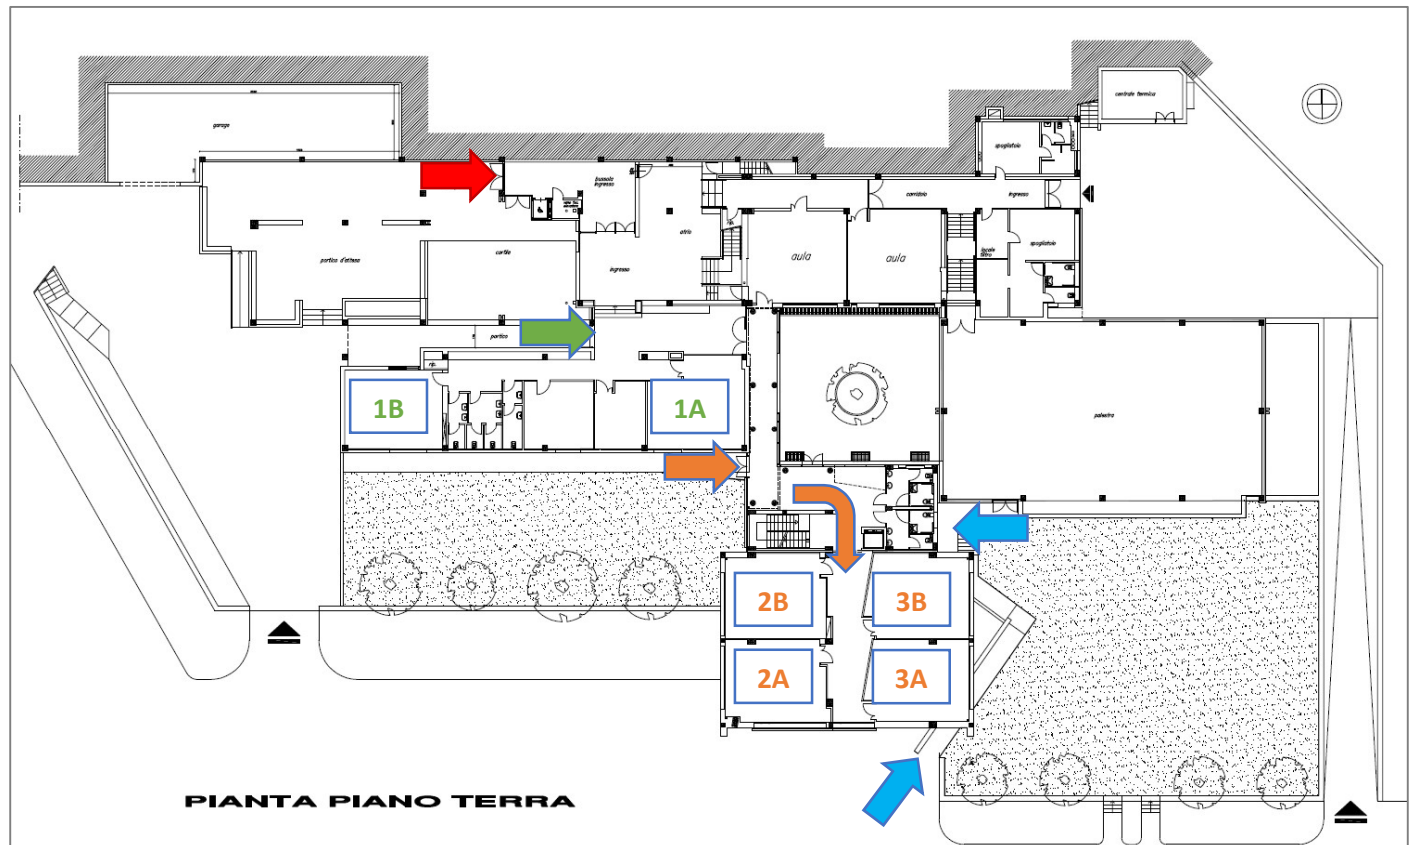 centrale termica
garage
spogliatoio
bussola
ingresso
corridoio
ingresso
atrio
portico d'attesa
cortile
ingresso
aula
aula
locale
filtro
spogliatoio
portico
rip.
1B
1A
palestra
2B
3B
2A
3A
PIANTA PIANO TERRA